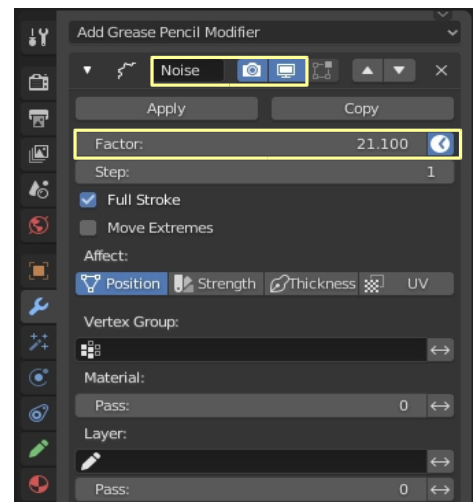 Add Grease Pencil Modifier
Noise
Apply Copy
Factor: 21.100
Step: 1
Full Stroke
Move Extremes
Affect:
Position Strength Thickness UV
Vertex Group:
Material:
Pass: 0
Layer:
Pass: 0